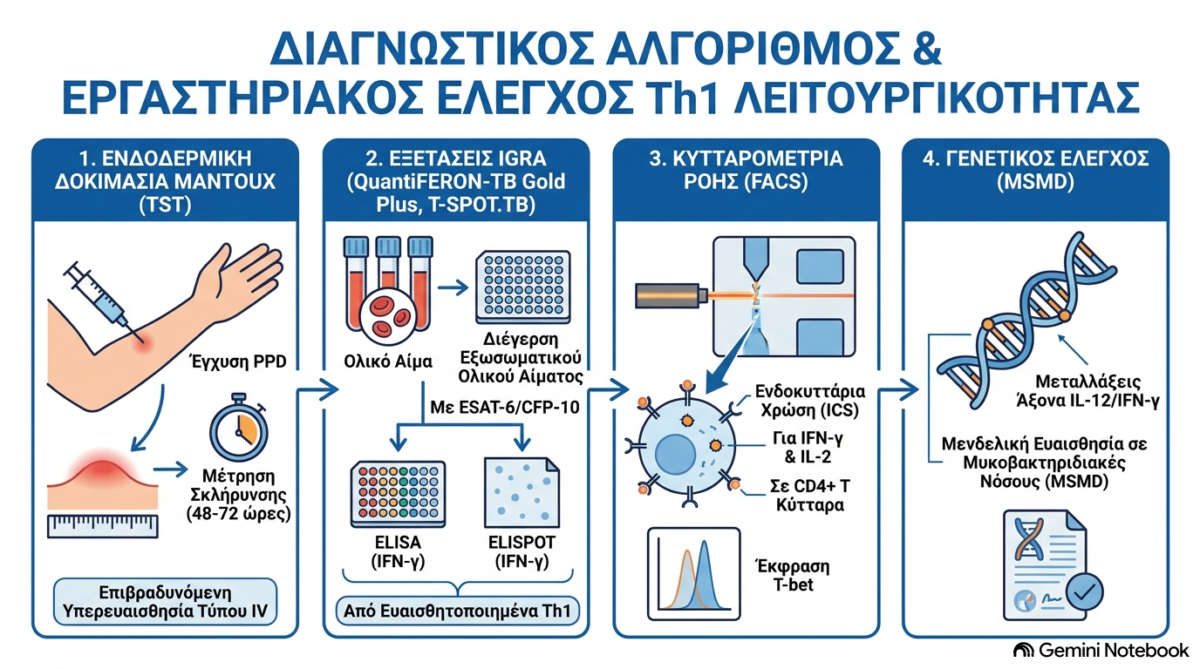 ΔΙΑΓΝΩΣΤΙΚΟΣ ΑΛΓΟΡΙΘΜΟΣ &
ΕΡΓΑΣΤΗΡΙΑΚΟΣ ΕΛΕΓΧΟΣ Th1 ΛΕΙΤΟΥΡΓΙΚΟΤΗΤΑΣ
1. ΕΝΔΟΔΕΡΜΙΚΗ
ΔΟΚΙΜΑΣΙΑ MANTOUX
(TST)
Έγχυση PPD
Μέτρηση
Σκλήρυνσης
(48-72 ώρες)
Επιβραδυνόμενη
Υπερευαισθησία Τύπου IV
2. ΕΞΕΤΑΣΕΙΣ IGRA
(QuantiFERON-TB Gold
Plus, T-SPOT.TB)
Ολικό Αίμα
Διέγερση
Εξωσωματικού
Ολικού Αίματος
Με ESAT-6/CFP-10
ELISA
(IFN-γ)
ELISPOT
(IFN-γ)
Από Ευαισθητοποιημένα Th1
3. ΚΥΤΤΑΡΟΜΕΤΡΙΑ
ΡΟΗΣ (FACS)
Ενδοκυττάρια
Χρώση (ICS)
Για IFN-γ
& IL-2
Σε CD4+ T
Κύτταρα
Έκφραση
T-bet
4. ΓΕΝΕΤΙΚΟΣ ΕΛΕΓΧΟΣ
(MSMD)
Μεταλλάξεις
Άξονα IL-12/IFN-γ
Μενδελική Ευαισθησία σε
Μυκοβακτηριδιακές
Νόσους (MSMD)
Gemini Notebook